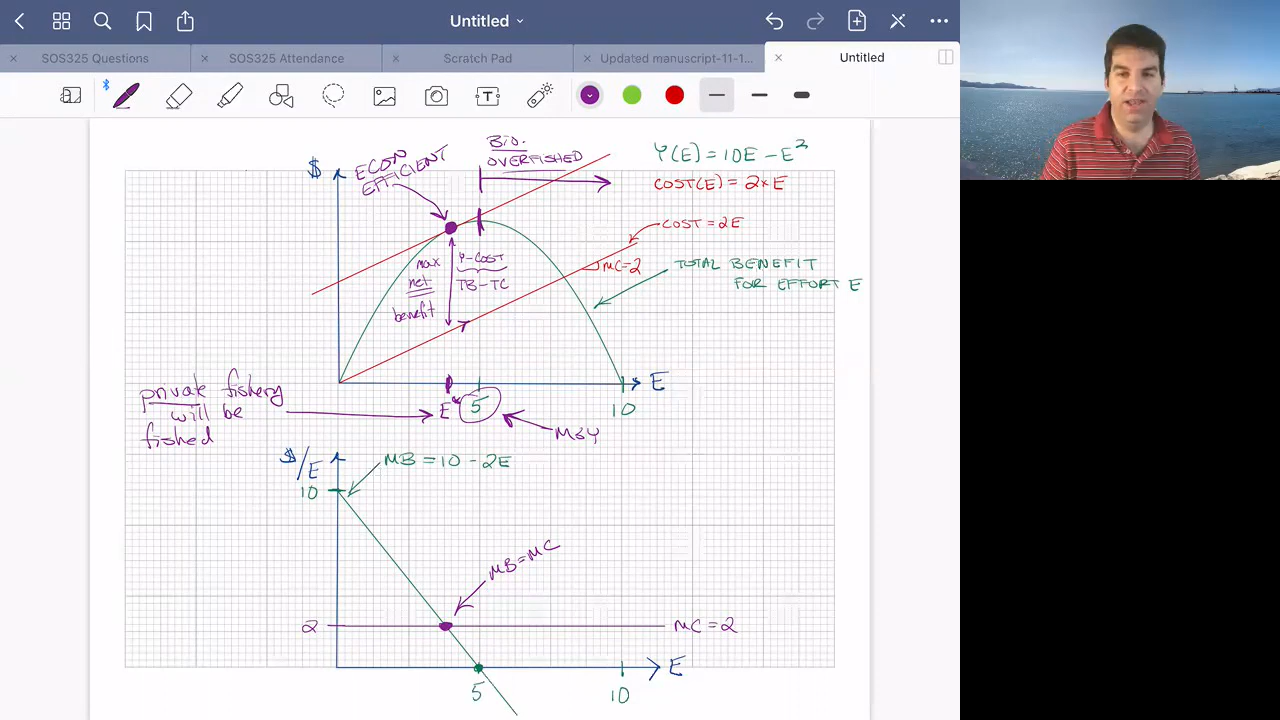 Untitled
SOS325 Questions
SOS325 Attendance
Scratch Pad
Updated manuscript-11-1...
Untitled
$
ECON
EFFICIENT
BIO.
OVERFISHED
Y(E) = 10E - E²
COST(E) = 2 × E
COST = 2E
MC = 2
TOTAL BENEFIT
FOR EFFORT E
max
net
benefit
Y - COST
TB - TC
E
E*
5
10
MSY
private fishery
will be
fished
$/E
10
MB = 10 - 2E
MB = MC
2
MC = 2
E
5
10